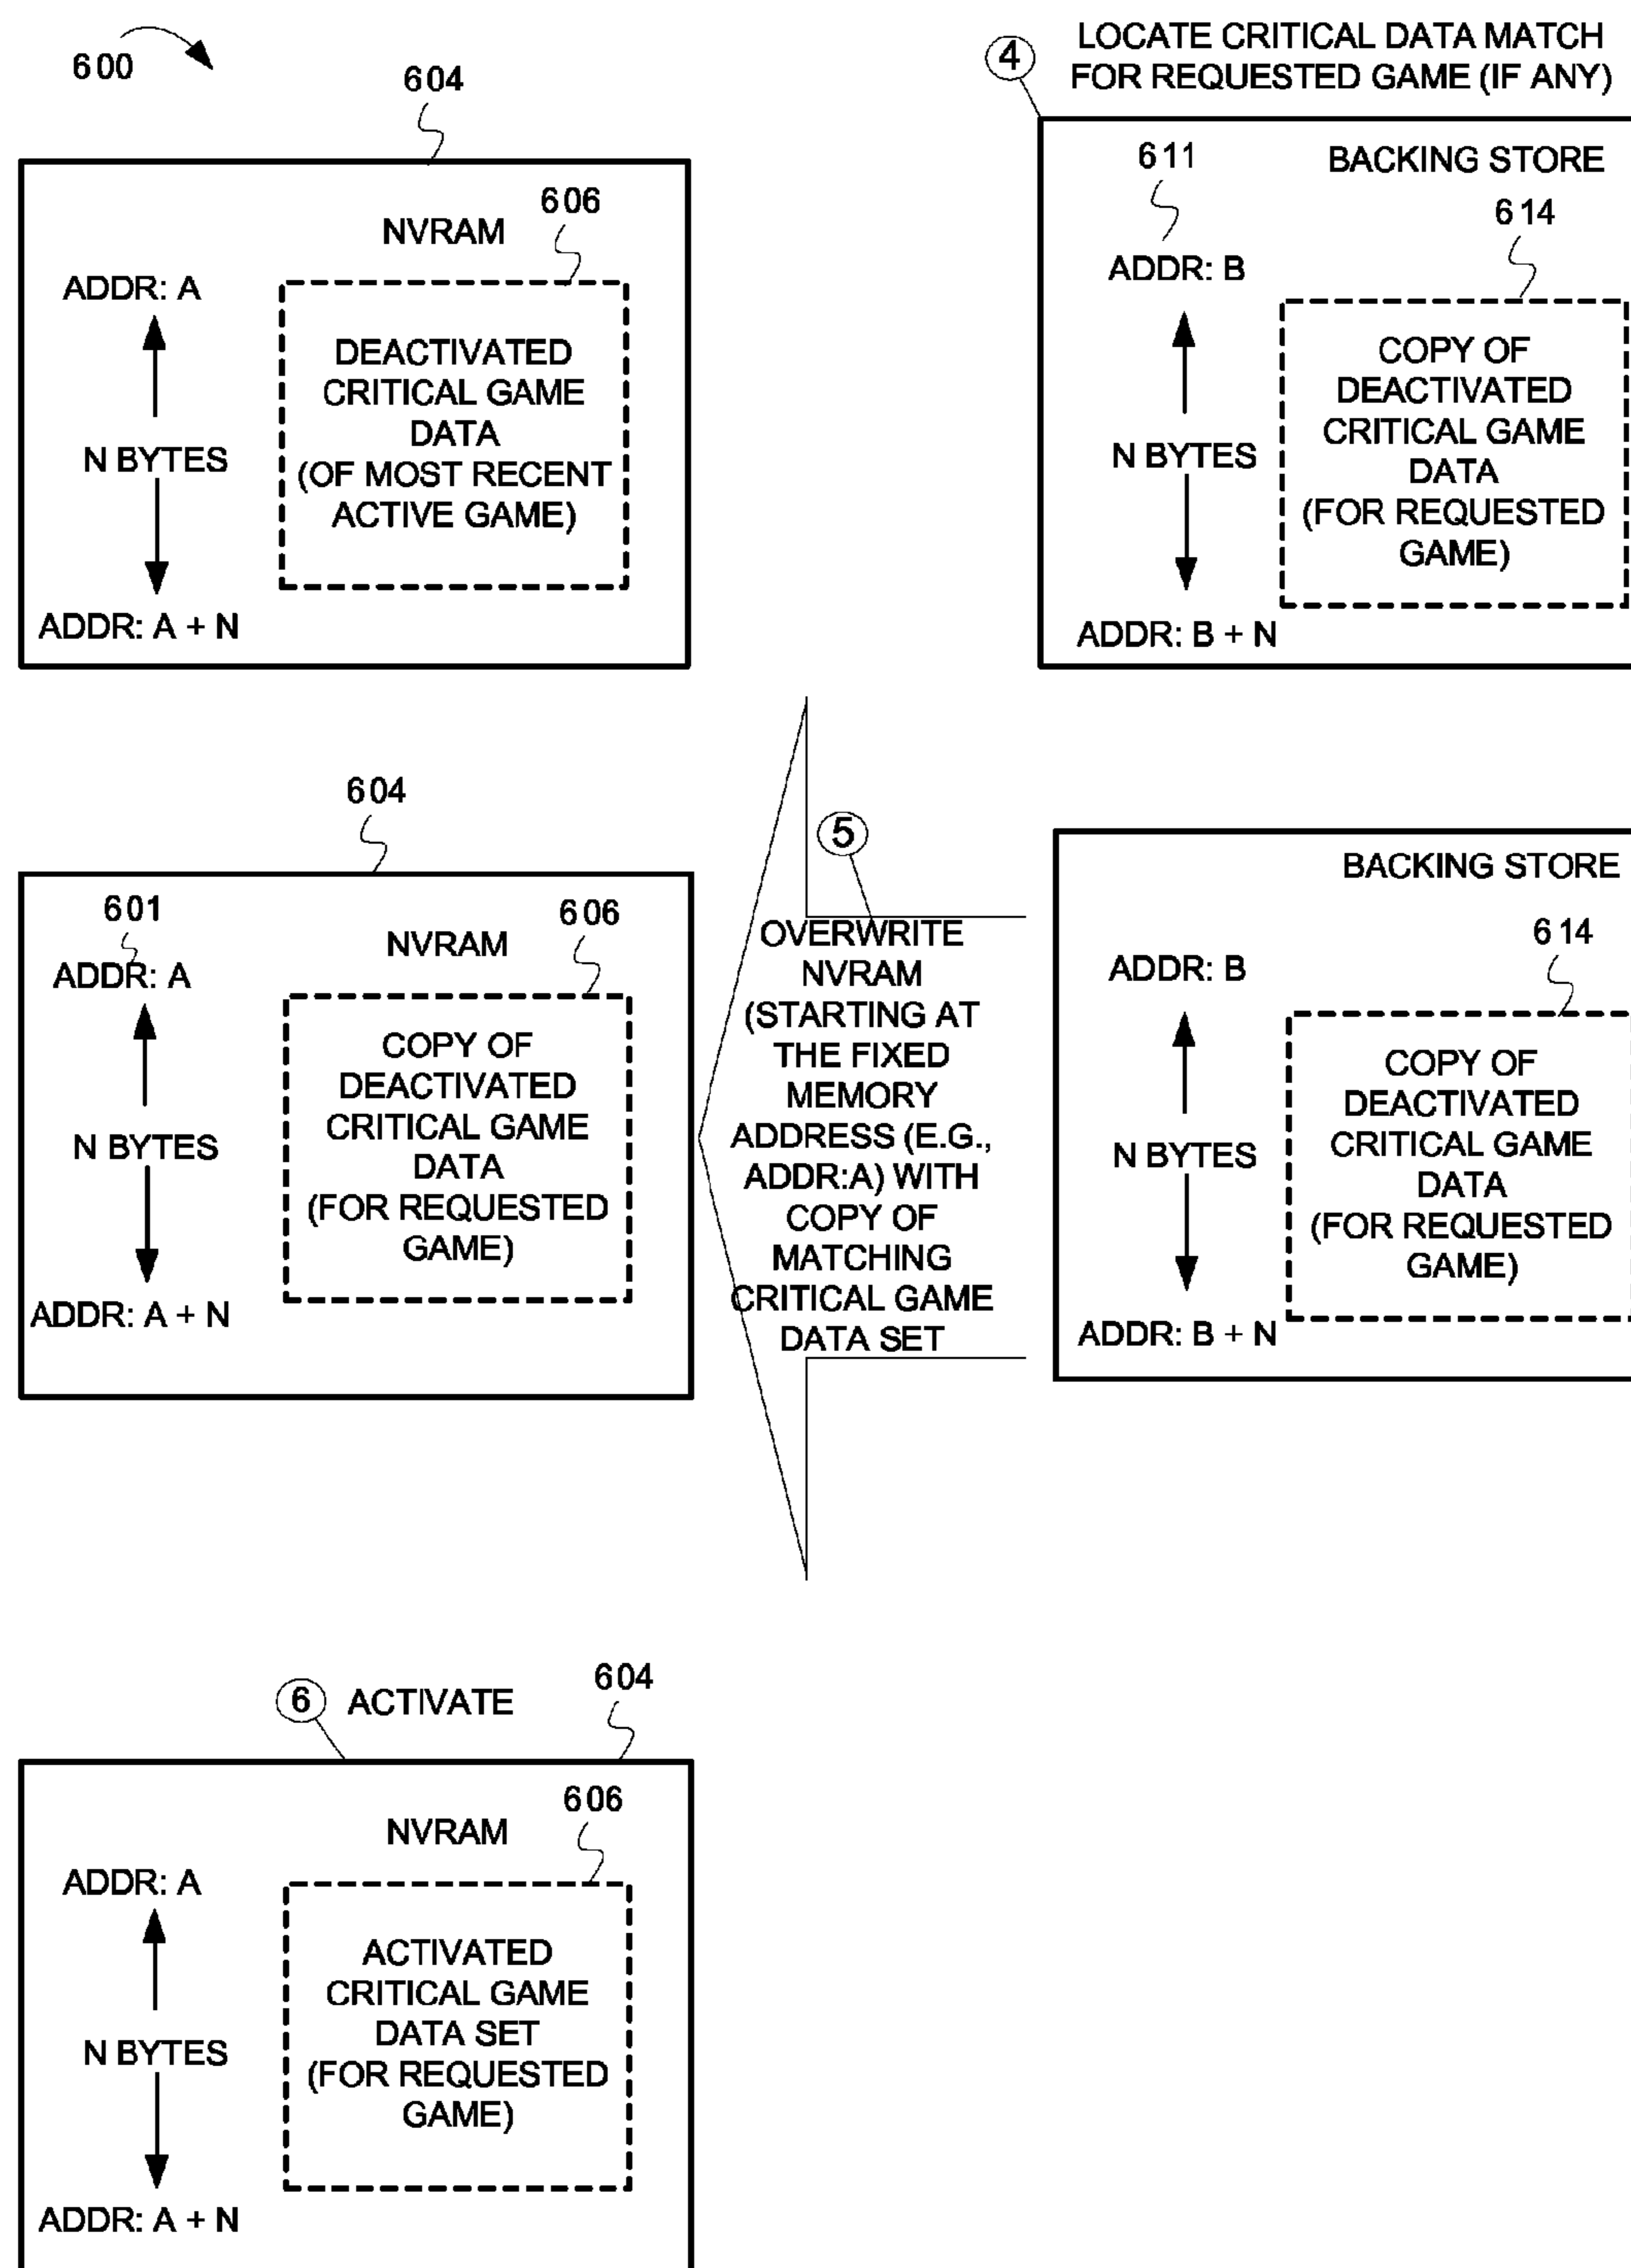 600
604
NVRAM
606
ADDR: A
N BYTES
ADDR: A + N
DEACTIVATED
CRITICAL GAME
DATA
(OF MOST RECENT
ACTIVE GAME)
4
LOCATE CRITICAL DATA MATCH
FOR REQUESTED GAME (IF ANY)
611
BACKING STORE
614
ADDR: B
N BYTES
ADDR: B + N
COPY OF
DEACTIVATED
CRITICAL GAME
DATA
(FOR REQUESTED
GAME)
604
601
NVRAM
606
ADDR: A
N BYTES
ADDR: A + N
COPY OF
DEACTIVATED
CRITICAL GAME
DATA
(FOR REQUESTED
GAME)
5
OVERWRITE
NVRAM
(STARTING AT
THE FIXED
MEMORY
ADDRESS (E.G.,
ADDR:A) WITH
COPY OF
MATCHING
CRITICAL GAME
DATA SET
BACKING STORE
614
ADDR: B
N BYTES
ADDR: B + N
COPY OF
DEACTIVATED
CRITICAL GAME
DATA
(FOR REQUESTED
GAME)
6 ACTIVATE
604
NVRAM
606
ADDR: A
N BYTES
ADDR: A + N
ACTIVATED
CRITICAL GAME
DATA SET
(FOR REQUESTED
GAME)